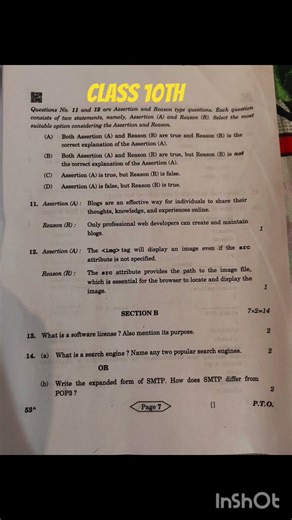 CLASS 10TH
Questions No. 11 and 12 are Assertion and Reason type questions. Each question
consists of two statements, namely, Assertion (A) and Reason (R). Select the most
suitable option considering the Assertion and Reason.
(A) Both Assertion (A) and Reason (R) are true and Reason (R) is the
correct explanation of the Assertion (A).
(B) Both Assertion (A) and Reason (R) are true, but Reason (R) is not
the correct explanation of the Assertion (A).
(C) Assertion (A) is true, but Reason (R) is false.
(D) Assertion (A) is false, but Reason (R) is true.
11. Assertion (A) : Blogs are an effective way for individuals to share their
thoughts, knowledge, and experiences online.
Reason (R) : Only professional web developers can create and maintain
blogs. 1
12. Assertion (A) : The <img> tag will display an image even if the src
attribute is not specified.
Reason (R) : The src attribute provides the path to the image file,
which is essential for the browser to locate and display the
image. 1
SECTION B 7×2=14
13. What is a software license ? Also mention its purpose. 2
14. (a) What is a search engine ? Name any two popular search engines. 2
OR
(b) Write the expanded form of SMTP. How does SMTP differ from
POP3 ? 2
53^ Page 7 [] P.T.O.
InShOt